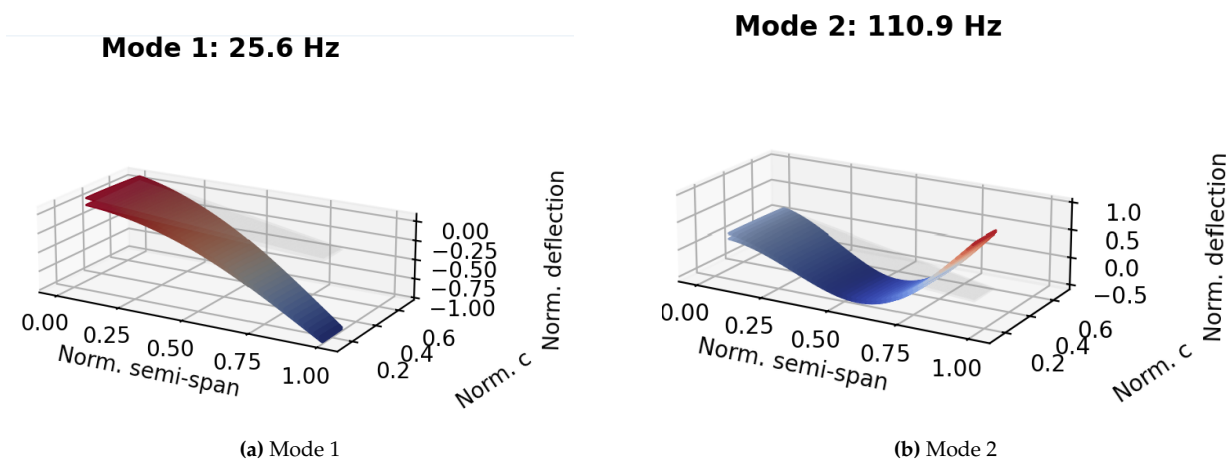 Mode 1: 25.6 Hz
0.00
−0.25
−0.50
−0.75
−1.00
Norm. deflection
0.00
0.25
0.50
0.75
1.00
Norm. semi-span
0.2
0.4
0.6
Norm. c
(a) Mode 1
Mode 2: 110.9 Hz
1.0
0.5
0.0
−0.5
Norm. deflection
0.00
0.25
0.50
0.75
1.00
Norm. semi-span
0.2
0.4
0.6
Norm. c
(b) Mode 2